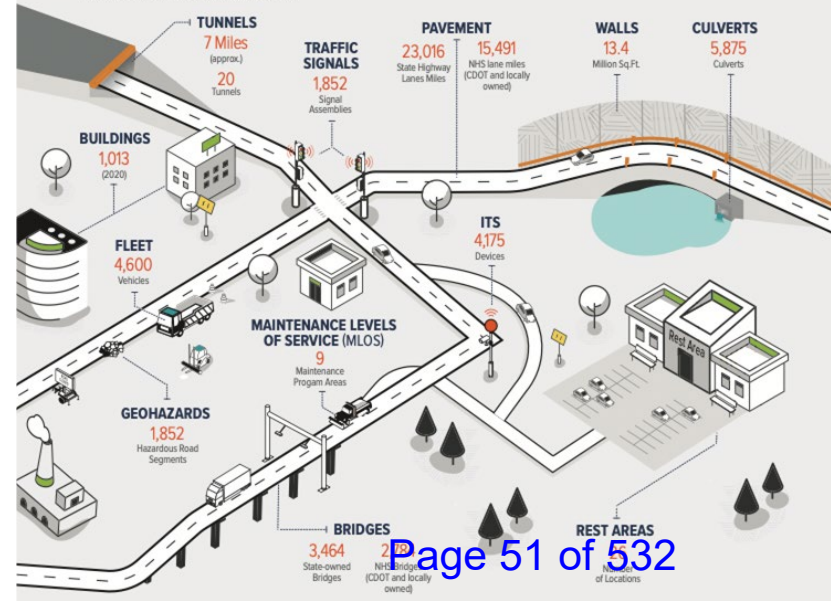 TUNNELS
7 Miles
(approx.)
20
Tunnels
TRAFFIC
SIGNALS
1,852
Signal
Assemblies
PAVEMENT
23,016
State Highway
Lanes Miles
15,491
NHS lane miles
(CDOT and locally
owned)
WALLS
13.4
Million Sq.Ft.
CULVERTS
5,875
Culverts
BUILDINGS
1,013
(2020)
FLEET
4,600
Vehicles
ITS
4,175
Devices
MAINTENANCE LEVELS
OF SERVICE (MLOS)
9
Maintenance
Progam Areas
Rest Area
GEOHAZARDS
1,852
Hazardous Road
Segments
BRIDGES
3,464
State-owned
Bridges
NHS Bridges
(CDOT and locally
owned)
REST AREAS
Number
of Locations
Page 51 of 532